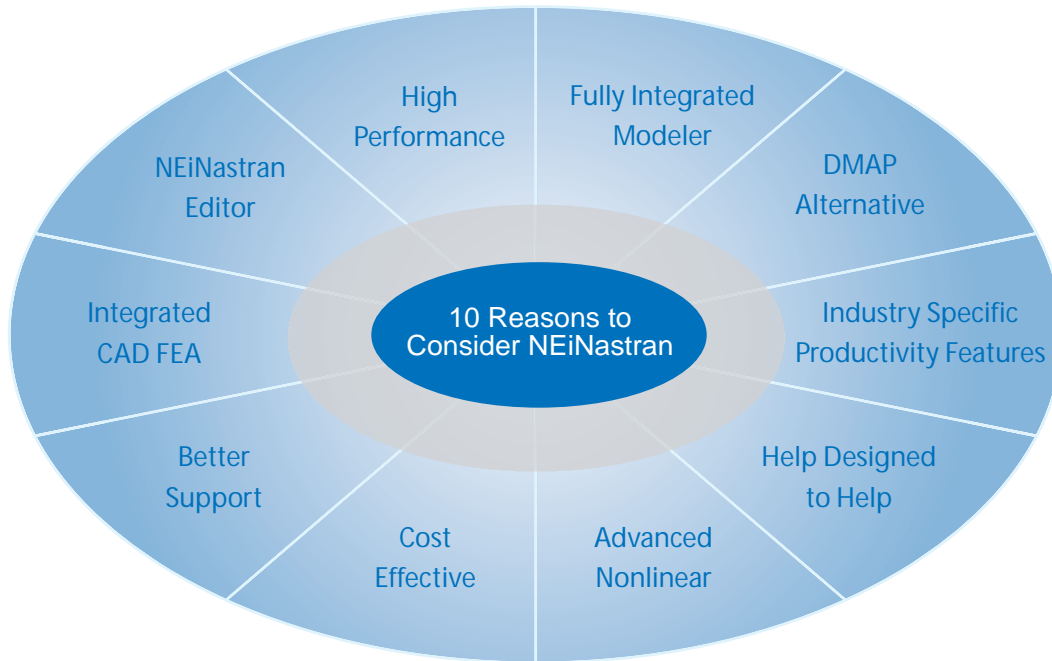 10 Reasons to
Consider NEiNastran
High
Performance
Fully Integrated
Modeler
DMAP
Alternative
Industry Specific
Productivity Features
Help Designed
to Help
Advanced
Nonlinear
Cost
Effective
Better
Support
Integrated
CAD FEA
NEiNastran
Editor